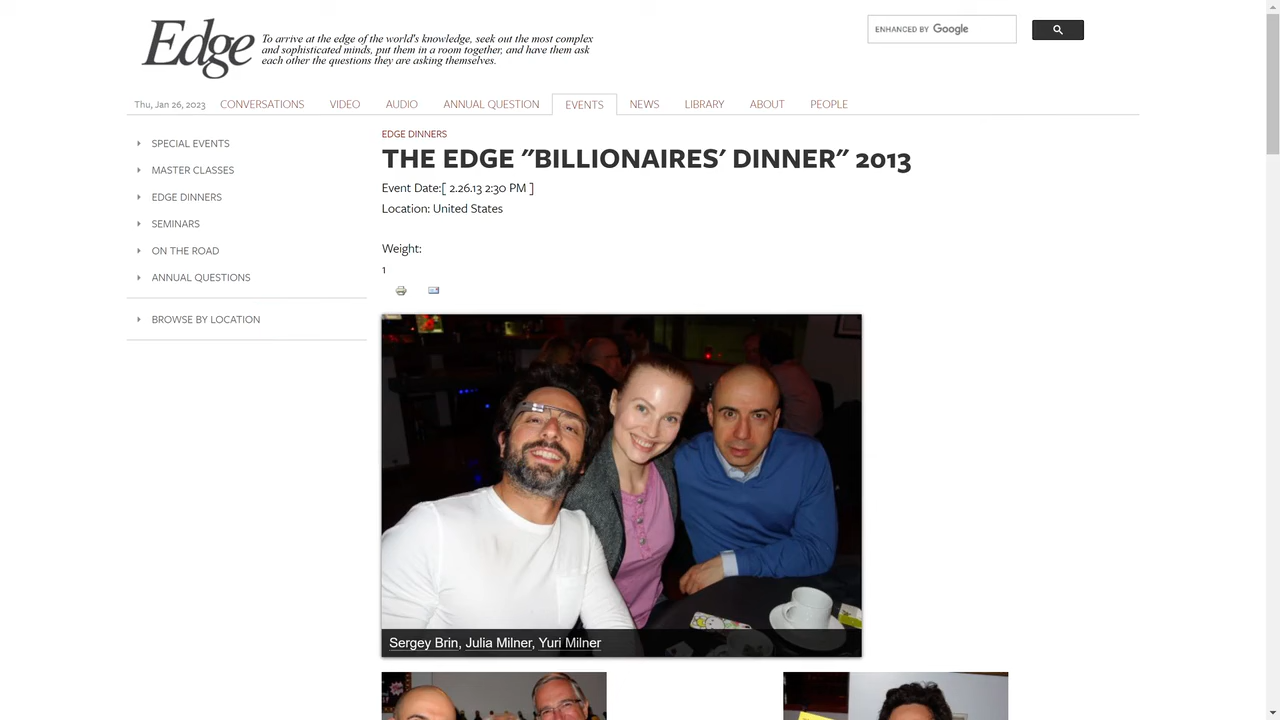 Edge
To arrive at the edge of the world's knowledge, seek out the most complex
and sophisticated minds, put them in a room together, and have them ask
each other the questions they are asking themselves.
ENHANCED BY Google
Thu, Jan 26, 2023
CONVERSATIONS
VIDEO
AUDIO
ANNUAL QUESTION
EVENTS
NEWS
LIBRARY
ABOUT
PEOPLE
SPECIAL EVENTS
MASTER CLASSES
EDGE DINNERS
SEMINARS
ON THE ROAD
ANNUAL QUESTIONS
BROWSE BY LOCATION
EDGE DINNERS
THE EDGE "BILLIONAIRES' DINNER" 2013
Event Date:[ 2.26.13 2:30 PM ]
Location: United States
Weight:
1
Sergey Brin, Julia Milner, Yuri Milner